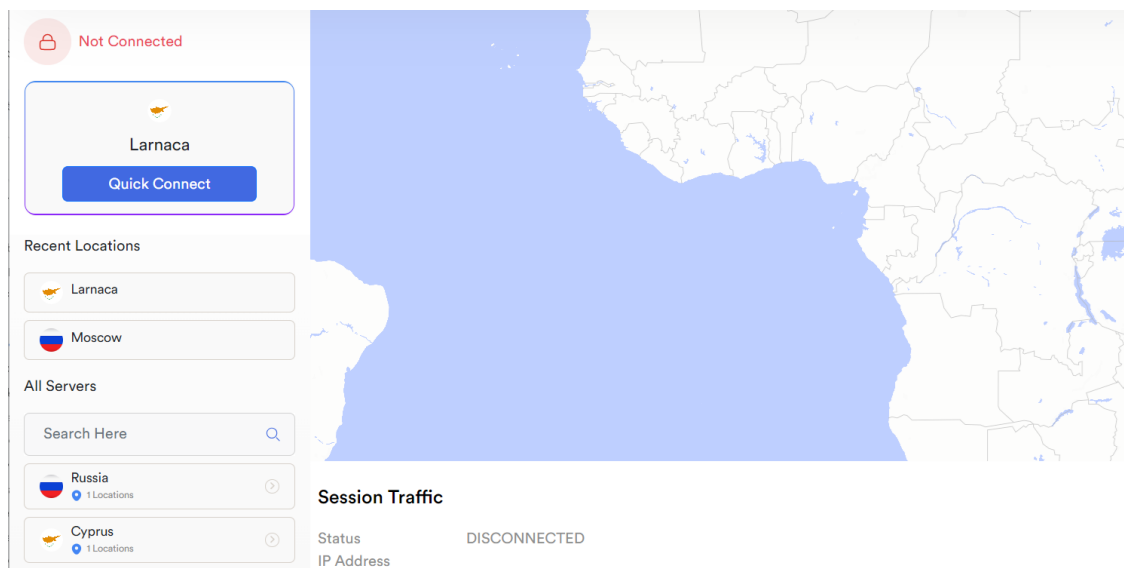 Not Connected
Larnaca
Quick Connect
Recent Locations
Larnaca
Moscow
All Servers
Search Here
Russia
1 Locations
Cyprus
1 Locations
Session Traffic
Status DISCONNECTED
IP Address